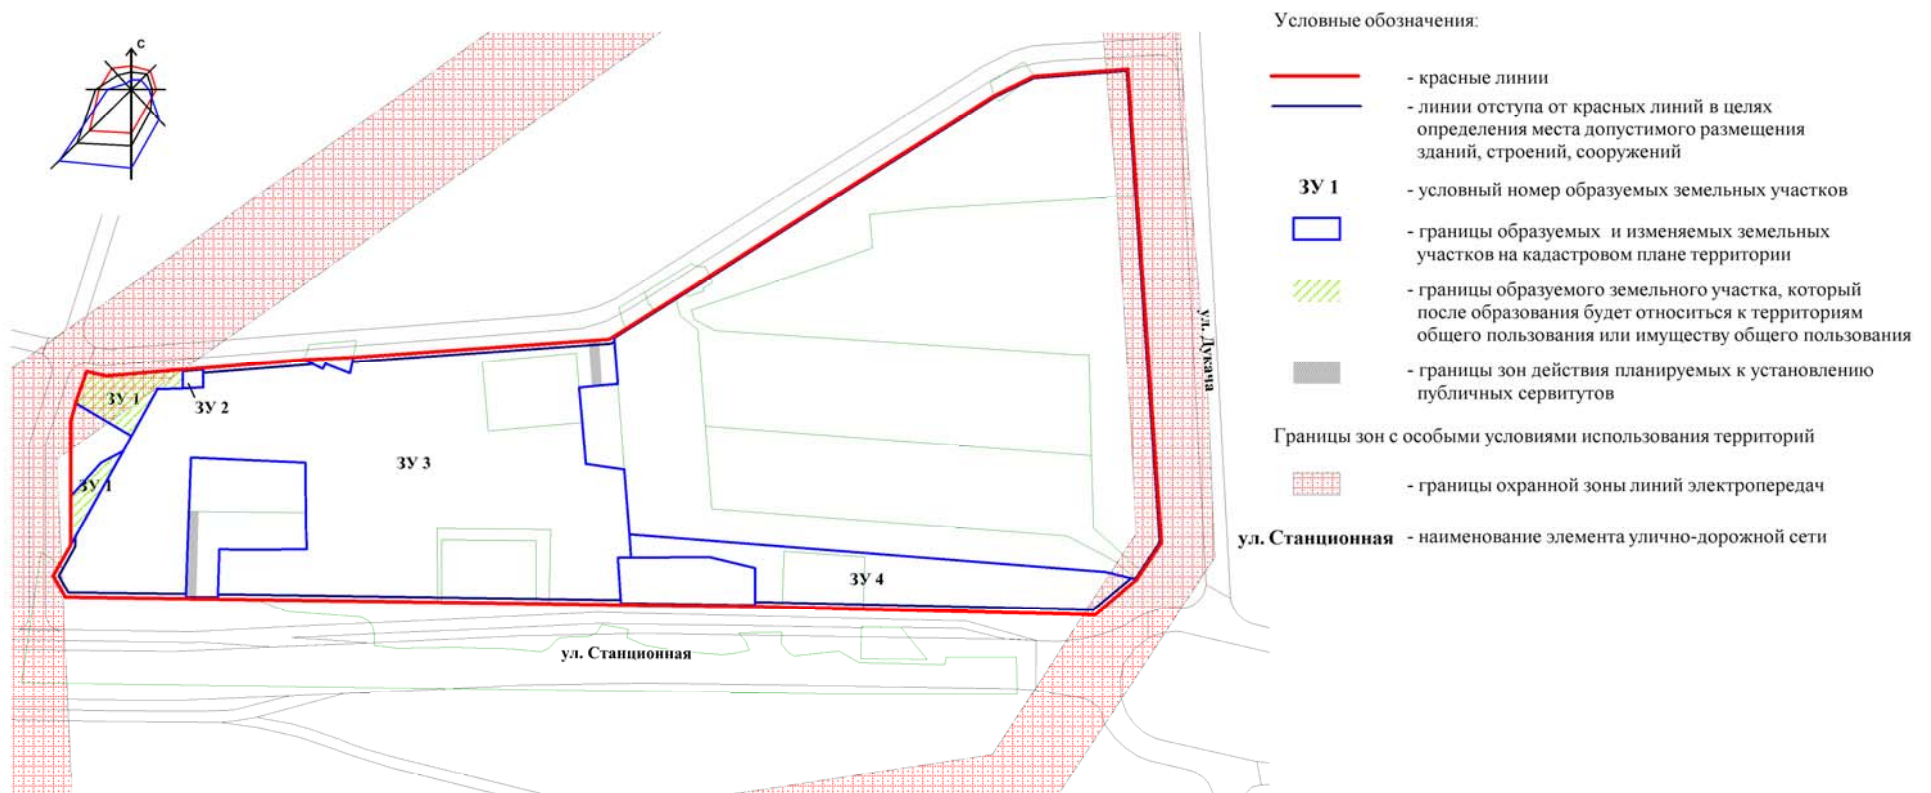 С
Условные обозначения:
- красные линии
- линии отступа от красных линий в целях
определения места допустимого размещения
зданий, строений, сооружений
ЗУ 1 - условный номер образуемых земельных участков
- границы образуемых и изменяемых земельных
участков на кадастровом плане территории
- границы образуемого земельного участка, который
после образования будет относиться к территориям
общего пользования или имуществу общего пользования
- границы зон действия планируемых к установлению
публичных сервитутов
Границы зон с особыми условиями использования территорий
- границы охранной зоны линий электропередач
ул. Станционная - наименование элемента улично-дорожной сети
ул. Дукача
ЗУ 1
ЗУ 2
ЗУ 3
ЗУ 1
ЗУ 4
ул. Станционная